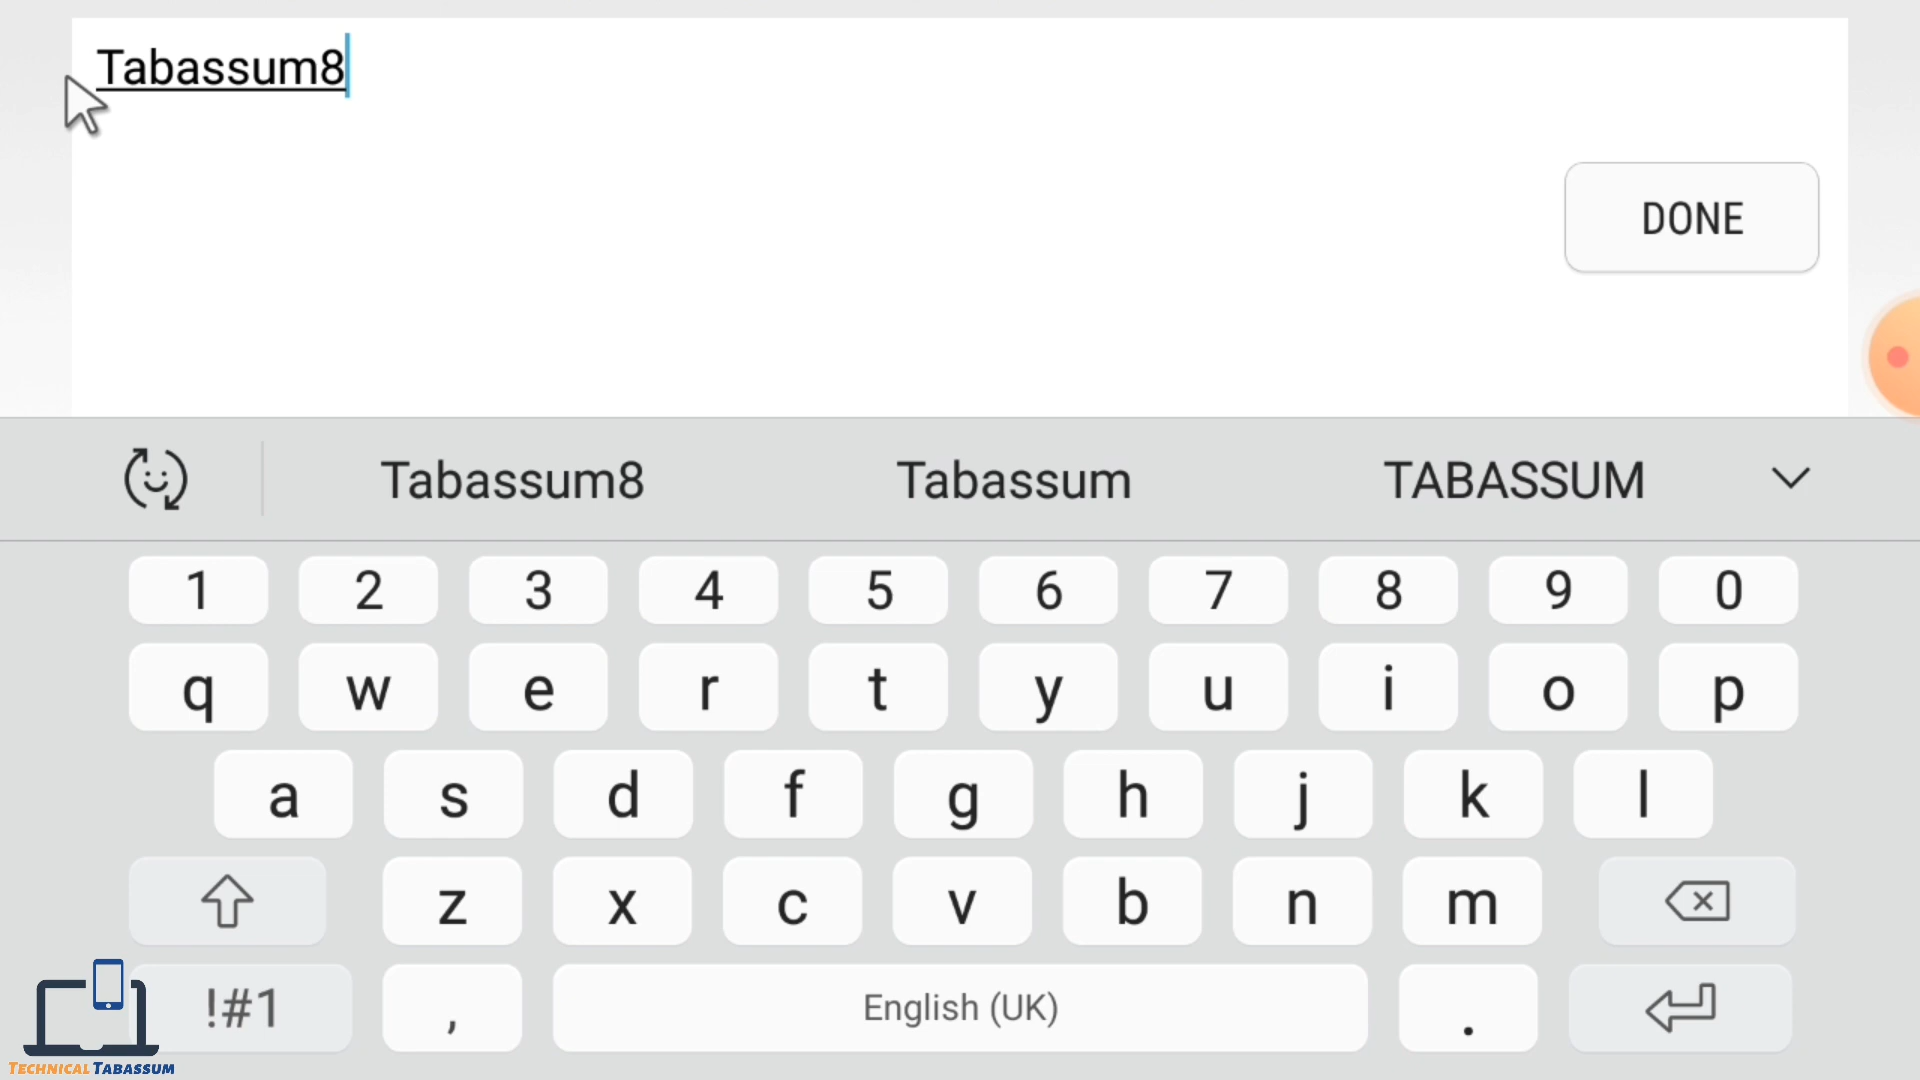 Tabassum8
DONE
Tabassum8 Tabassum TABASSUM
1 2 3 4 5 6 7 8 9 0
q w e r t y u i o p
a s d f g h j k l
z x c v b n m
!#1 , English (UK) .
TECHNICAL TABASSUM